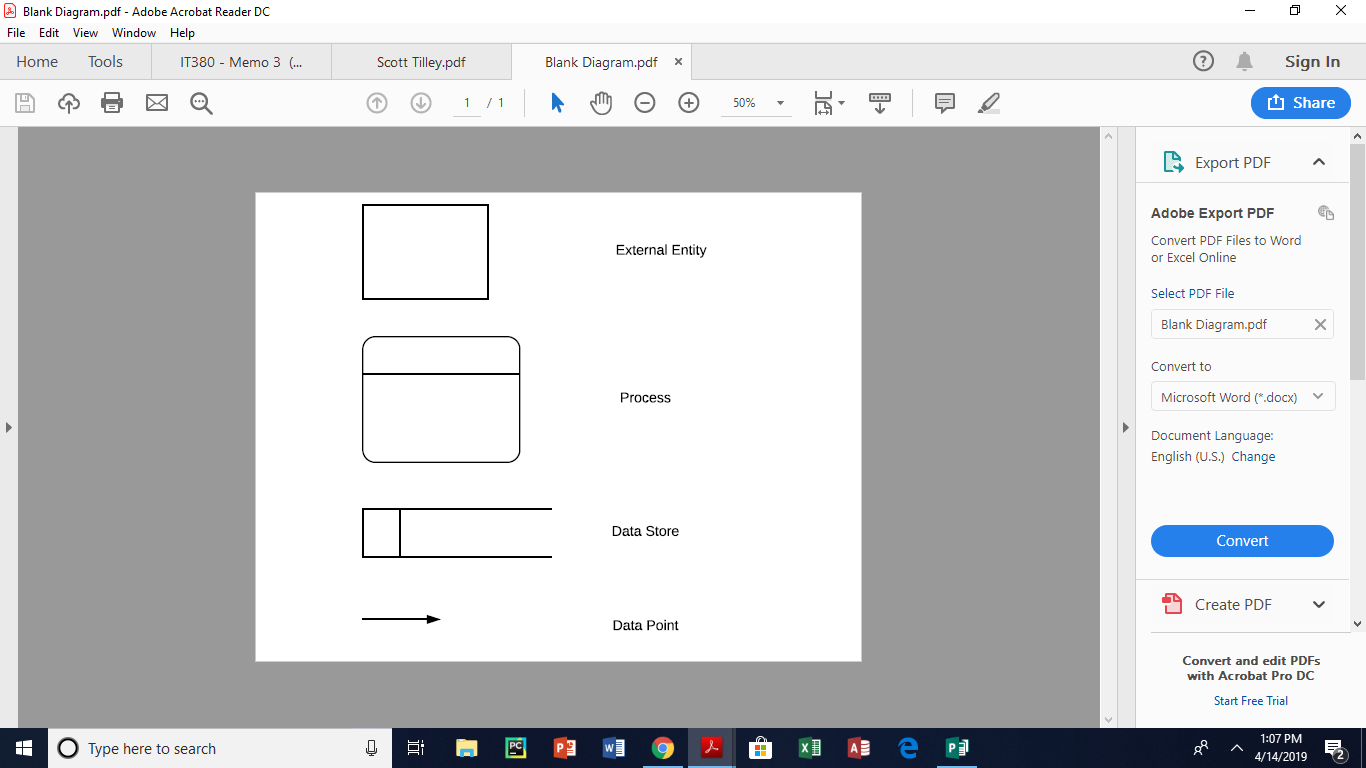 Blank Diagram.pdf - Adobe Acrobat Reader DC
File Edit View Window Help
Home Tools IT380 - Memo 3 (... Scott Tilley.pdf Blank Diagram.pdf × Sign In
1 / 1 50% Share
External Entity
Process
Data Store
Data Point
Export PDF
Adobe Export PDF
Convert PDF Files to Word
or Excel Online
Select PDF File
Blank Diagram.pdf
Convert to
Microsoft Word (*.docx)
Document Language:
English (U.S.) Change
Convert
Create PDF
Convert and edit PDFs
with Acrobat Pro DC
Start Free Trial
Type here to search
1:07 PM
4/14/2019
2